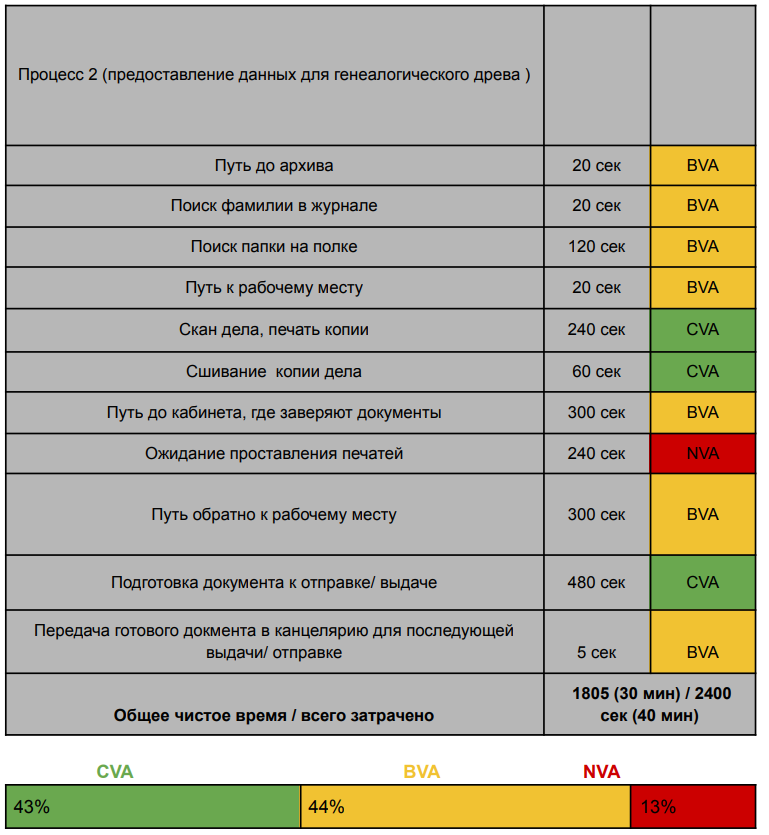 Процесс 2 (предоставление данных для генеалогического древа )
Путь до архива 20 сек BVA
Поиск фамилии в журнале 20 сек BVA
Поиск папки на полке 120 сек BVA
Путь к рабочему месту 20 сек BVA
Скан дела, печать копии 240 сек CVA
Сшивание копии дела 60 сек CVA
Путь до кабинета, где заверяют документы 300 сек BVA
Ожидание проставления печатей 240 сек NVA
Путь обратно к рабочему месту 300 сек BVA
Подготовка документа к отправке/ выдаче 480 сек CVA
Передача готового докмента в канцелярию для последующей
выдачи/ отправке 5 сек BVA
1805 (30 мин) / 2400
Общее чистое время / всего затрачено сек (40 мин)
CVA BVA NVA
43% 44% 13%